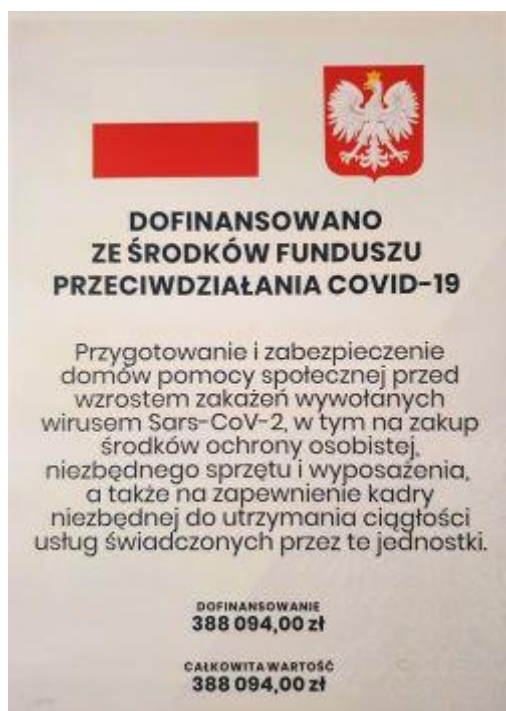 DOFINANSOWANO
ZE ŚRODKÓW FUNDUSZU
PRZECIWDZIAŁANIA COVID-19
Przygotowanie i zabezpieczenie
domów pomocy społecznej przed
wzrostem zakażeń wywołanych
wirusem Sars-CoV-2, w tym na zakup
środków ochrony osobistej,
niezbędnego sprzętu i wyposażenia,
a także na zapewnienie kadry
niezbędnej do utrzymania ciągłości
usług świadczonych przez te jednostki.
DOFINANSOWANIE
388 094,00 zł
CAŁKOWITA WARTOŚĆ
388 094,00 zł